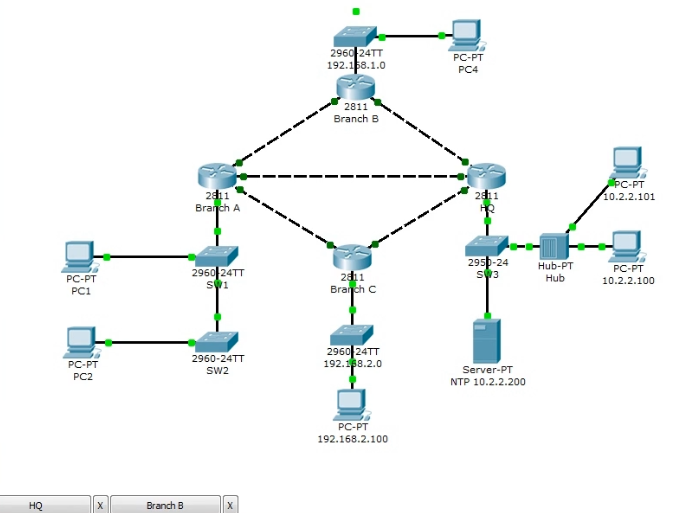 2960-24TT
192.168.1.0
PC-PT
PC4
2811
Branch B
2811
Branch A
2811
HQ
PC-PT
10.2.2.101
PC-PT
PC1
2960-24TT
SW1
2811
Branch C
2950-24
SW3
Hub-PT
Hub
PC-PT
10.2.2.100
PC-PT
PC2
2960-24TT
SW2
2960-24TT
192.168.2.0
Server-PT
NTP 10.2.2.200
PC-PT
192.168.2.100
HQ X Branch B X